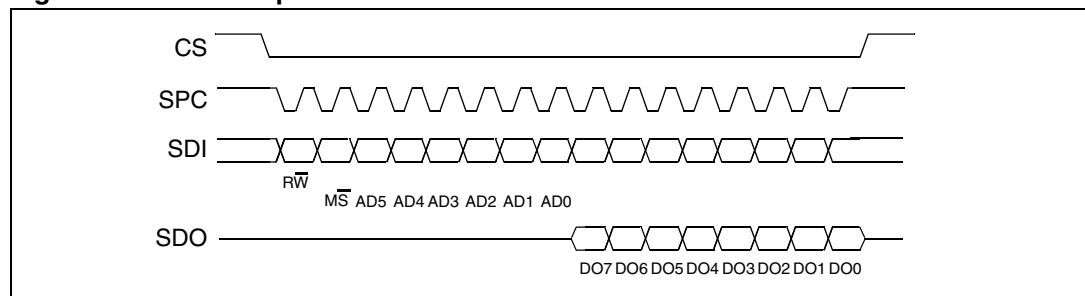 CS
SPC
SDI
RW̅
MS̅ AD5 AD4 AD3 AD2 AD1 AD0
SDO
DO7 DO6 DO5 DO4 DO3 DO2 DO1 DO0